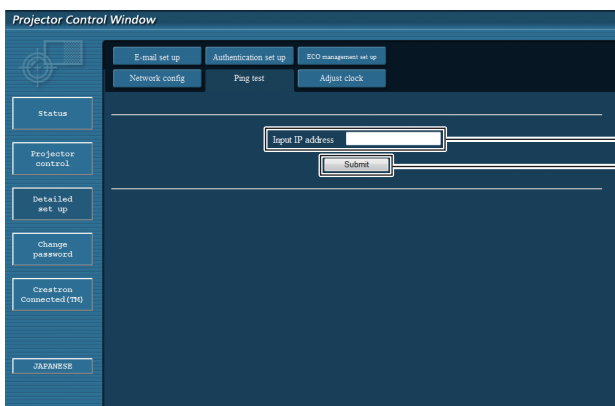 Projector Control Window
E-mail set up
Authentication set up
ECO management set up
Network config
Ping test
Adjust clock
Status
Projector
control
Detailed
set up
Change
password
Crestron
Connected(TM)
JAPANESE
Input IP address
Submit